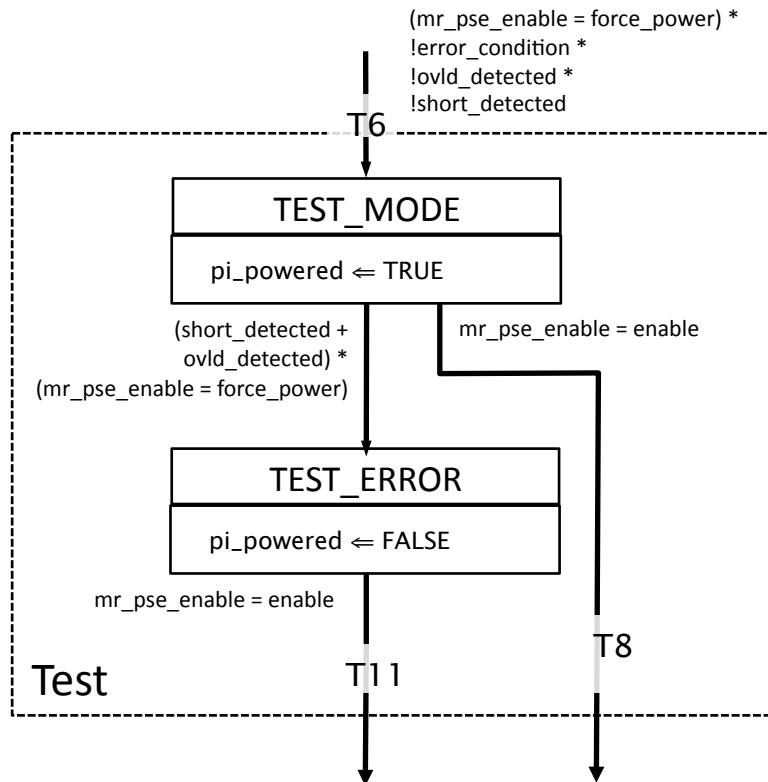 (mr_pse_enable = force_power) *
!error_condition *
!ovld_detected *
!short_detected
T6
TEST_MODE
pi_powered ⇐ TRUE
(short_detected +
ovld_detected) *
(mr_pse_enable = force_power)
mr_pse_enable = enable
TEST_ERROR
pi_powered ⇐ FALSE
mr_pse_enable = enable
T8
T11
Test